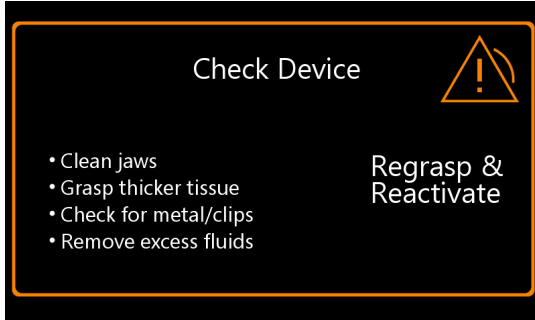 Check Device
• Clean jaws
• Grasp thicker tissue
• Check for metal/clips
• Remove excess fluids
Regrasp &
Reactivate